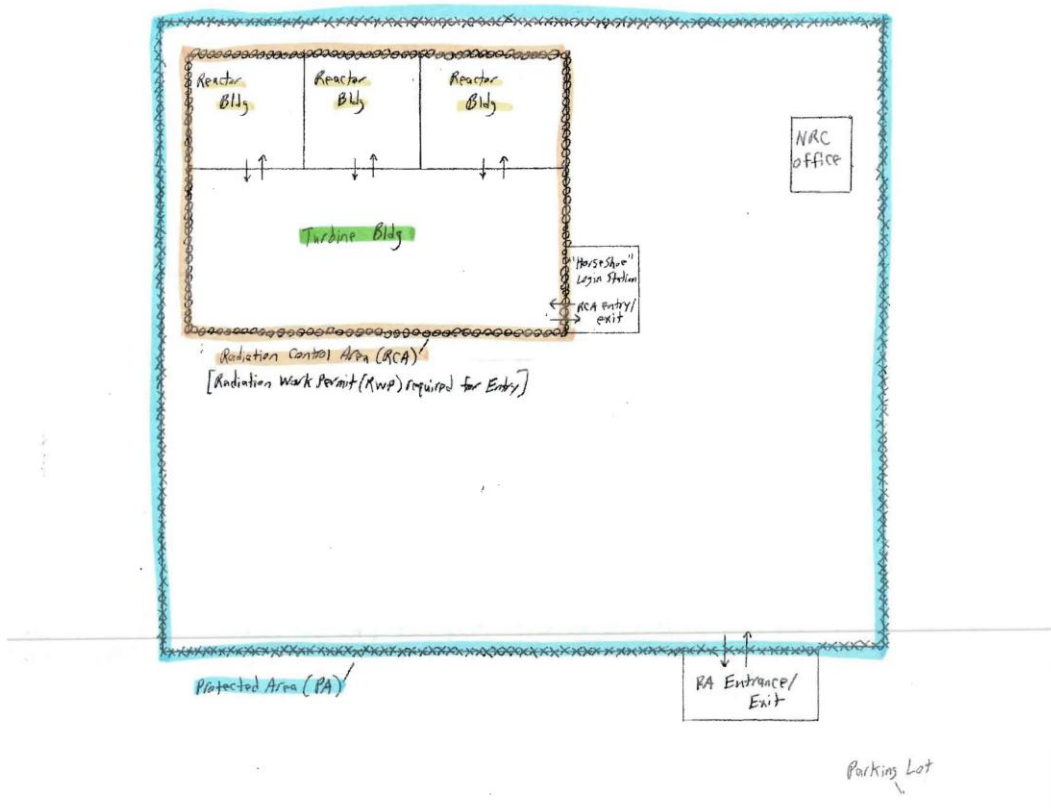 Reactor
Bldg
Reactor
Bldg
Reactor
Bldg
NRC
office
Turbine Bldg
"HorseShoe"
Login Station
RCA Entry/
exit
Radiation Control Area (RCA)
[Radiation Work Permit (RWP) required for Entry]
Protected Area (PA)
PA Entrance/
Exit
Parking Lot